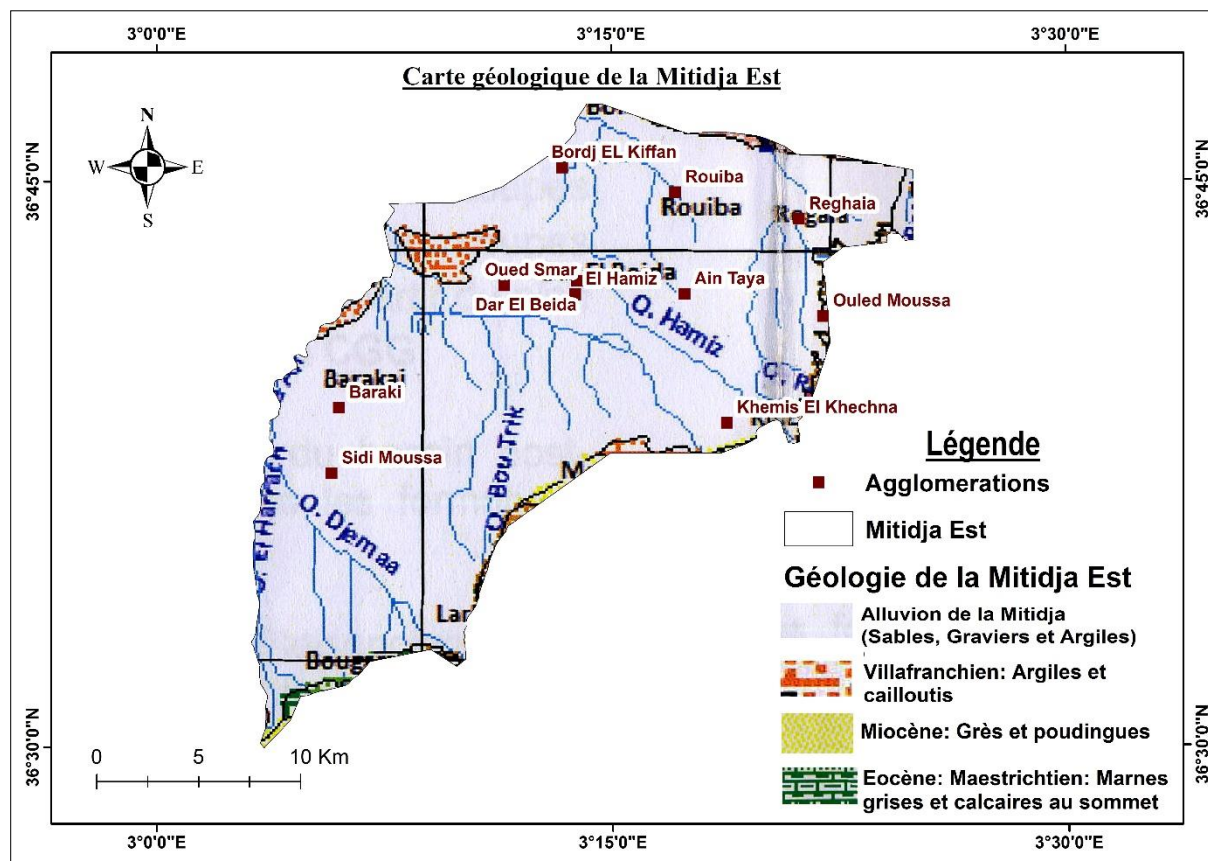 3°0'0"E
3°15'0"E
3°30'0"E
Carte géologique de la Mitidja Est
N
W
E
S
36°45'0"N
36°45'0"N
Bordj EL Kiffan
Rouiba
Rouiba
Reghaia
Oued Smar
El Hamiz
Dar El Beida
Ain Taya
Ouled Moussa
O. Hamiz
Barakai
Baraki
Khemis El Khechna
Sidi Moussa
O. Bou Trik
O. El Harrach
O. Djemaa
Légende
Agglomerations
Mitidja Est
Géologie de la Mitidja Est
Alluvion de la Mitidja
(Sables, Graviers et Argiles)
Villafranchien: Argiles et
cailloutis
Miocène: Grès et poudingues
Eocène: Maestrichtien: Marnes
grises et calcaires au sommet
0 5 10 Km
36°30'0"N
36°30'0"N
3°0'0"E
3°15'0"E
3°30'0"E